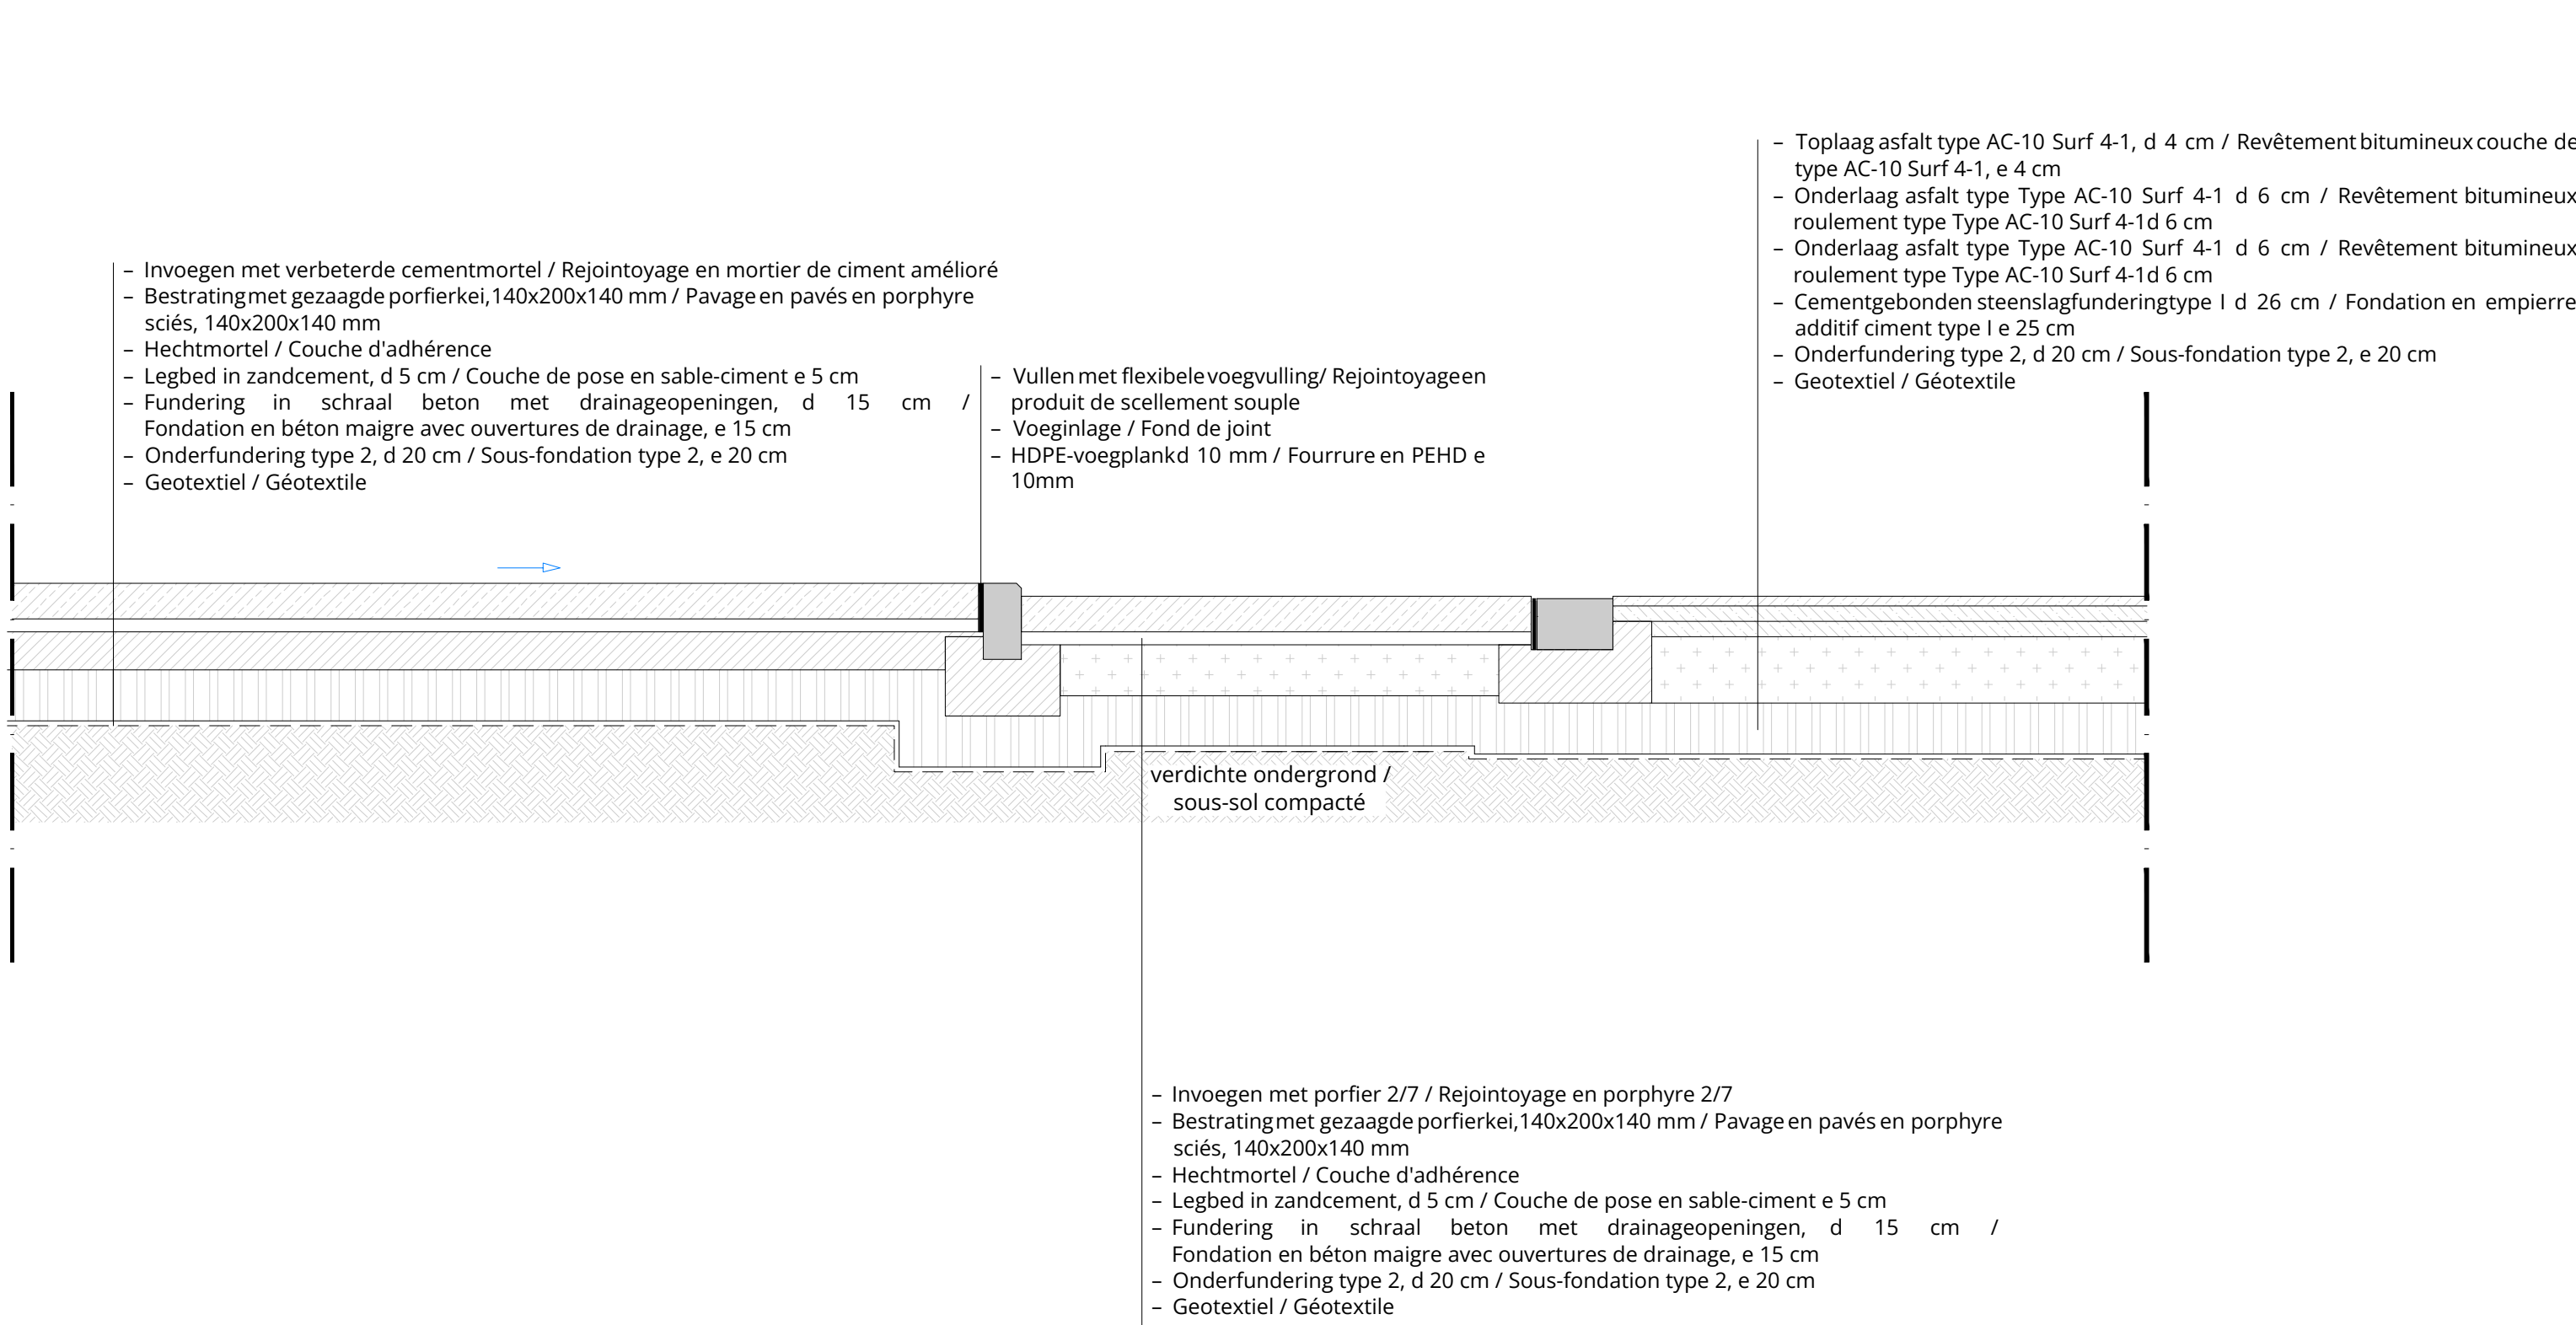 – Toplaag asfalt type AC-10 Surf 4-1, d 4 cm / Revêtement bitumineux couche de
type AC-10 Surf 4-1, e 4 cm
– Onderlaag asfalt type Type AC-10 Surf 4-1 d 6 cm / Revêtement bitumineux
roulement type Type AC-10 Surf 4-1d 6 cm
– Onderlaag asfalt type Type AC-10 Surf 4-1 d 6 cm / Revêtement bitumineux
roulement type Type AC-10 Surf 4-1d 6 cm
– Cementgebonden steenslagfundering type I d 26 cm / Fondation en empierre
additif ciment type I e 25 cm
– Onderfundering type 2, d 20 cm / Sous-fondation type 2, e 20 cm
– Geotextiel / Géotextile
– Invoegen met verbeterde cementmortel / Rejointoyage en mortier de ciment amélioré
– Bestrating met gezaagde porfierkei, 140x200x140 mm / Pavage en pavés en porphyre
sciés, 140x200x140 mm
– Hechtmortel / Couche d'adhérence
– Legbed in zandcement, d 5 cm / Couche de pose en sable-ciment e 5 cm
– Fundering in schraal beton met drainageopeningen, d 15 cm /
Fondation en béton maigre avec ouvertures de drainage, e 15 cm
– Onderfundering type 2, d 20 cm / Sous-fondation type 2, e 20 cm
– Geotextiel / Géotextile
– Vullen met flexibele voegvulling/ Rejointoyage en
produit de scellement souple
– Voeginlage / Fond de joint
– HDPE-voegplank d 10 mm / Fourrure en PEHD e
10mm
verdichte ondergrond /
sous-sol compacté
– Invoegen met porfier 2/7 / Rejointoyage en porphyre 2/7
– Bestrating met gezaagde porfierkei, 140x200x140 mm / Pavage en pavés en porphyre
sciés, 140x200x140 mm
– Hechtmortel / Couche d'adhérence
– Legbed in zandcement, d 5 cm / Couche de pose en sable-ciment e 5 cm
– Fundering in schraal beton met drainageopeningen, d 15 cm /
Fondation en béton maigre avec ouvertures de drainage, e 15 cm
– Onderfundering type 2, d 20 cm / Sous-fondation type 2, e 20 cm
– Geotextiel / Géotextile